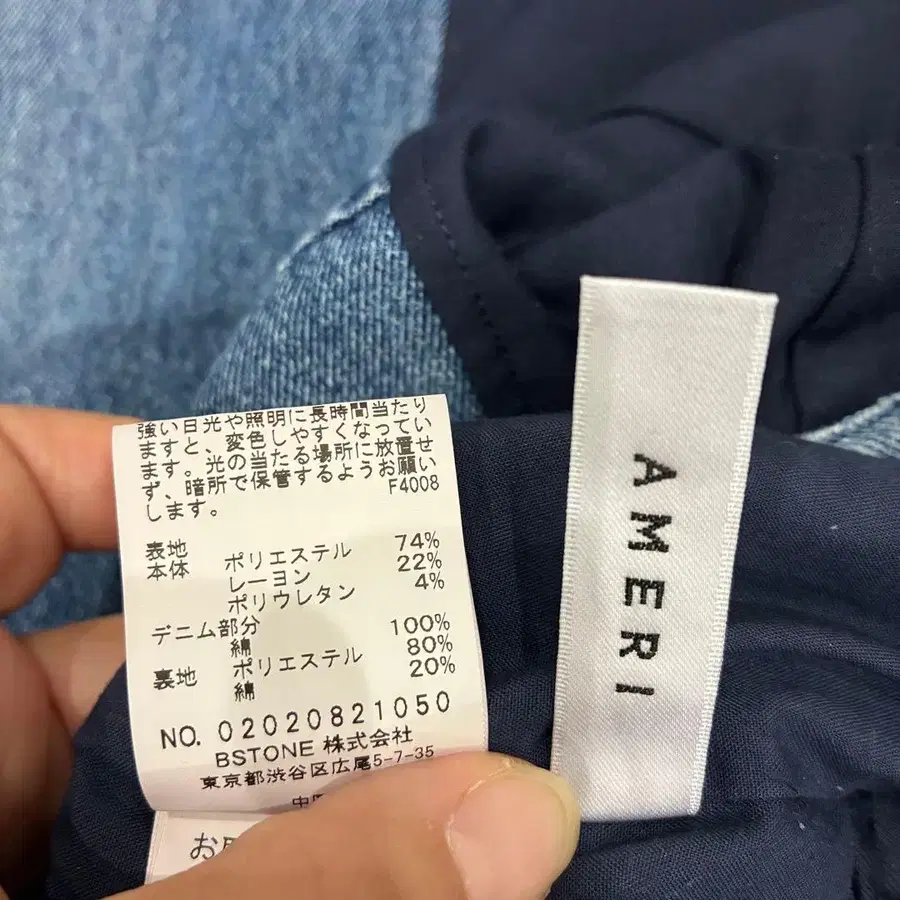 強い日光や照明に長時間当たり
ますと、変色しやすくなってい
ます。光の当たる場所に放置せ
ず、暗所で保管するようお願い
します。
F4008
表地
本体 ポリエステル 74%
レーヨン 22%
ポリウレタン 4%
デニム部分
綿 100%
裏地 ポリエステル 80%
綿 20%
NO. 02020821050
BSTONE 株式会社
東京都渋谷区広尾5-7-35
AMERI